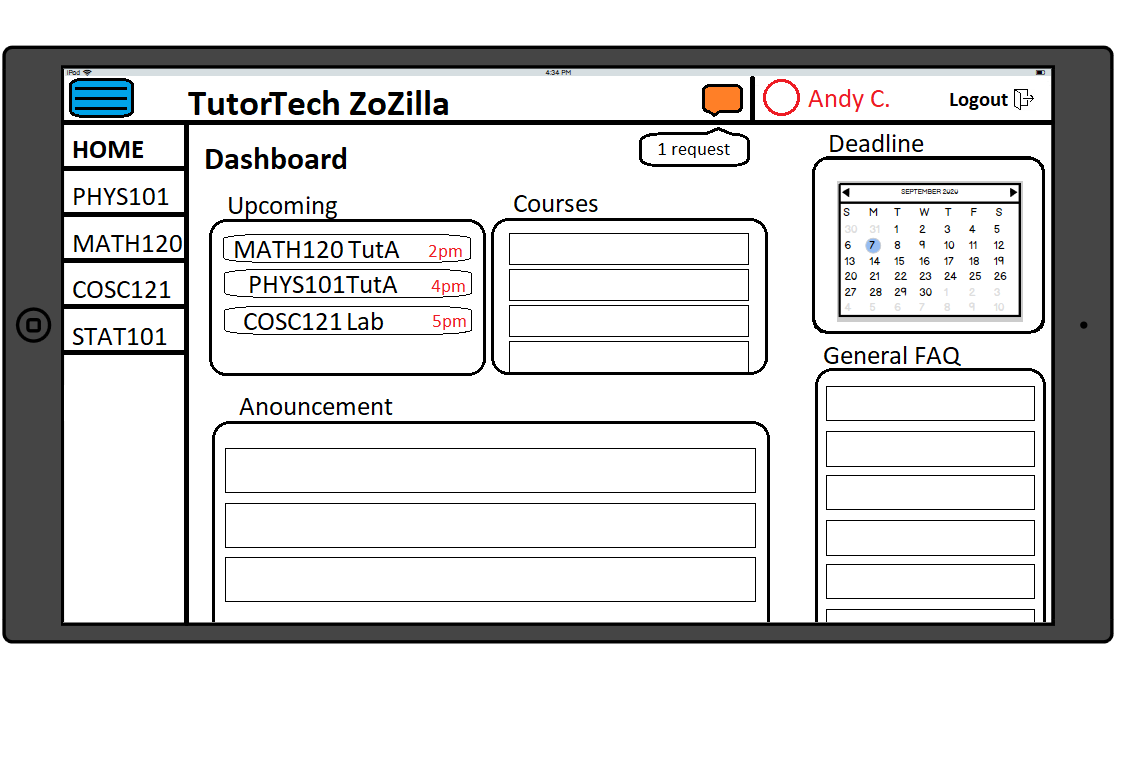 iPod 4:34 PM
TutorTech ZoZilla Andy C. Logout
1 request
HOME
PHYS101
MATH120
COSC121
STAT101
Dashboard
Upcoming
MATH120 TutA 2pm
PHYS101TutA 4pm
COSC121 Lab 5pm
Courses
Anouncement
Deadline
SEPTEMBER 2020
S M T W T F S
30 31 1 2 3 4 5
6 7 8 9 10 11 12
13 14 15 16 17 18 19
20 21 22 23 24 25 26
27 28 29 30 1 2 3
4 5 6 7 8 9 10
General FAQ